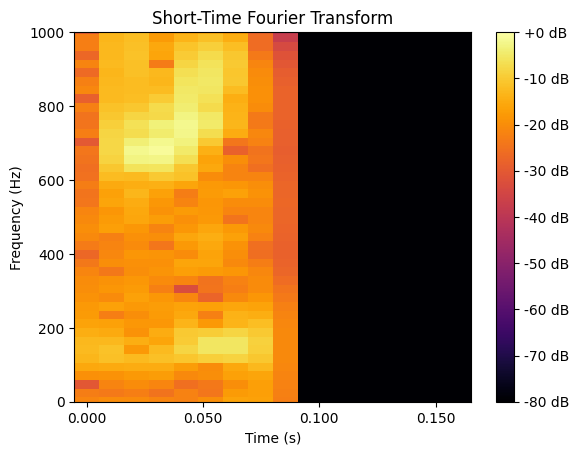 Short-Time Fourier Transform
1000
800
600
400
200
0
Frequency (Hz)
0.000
0.050
0.100
0.150
Time (s)
+0 dB
-10 dB
-20 dB
-30 dB
-40 dB
-50 dB
-60 dB
-70 dB
-80 dB